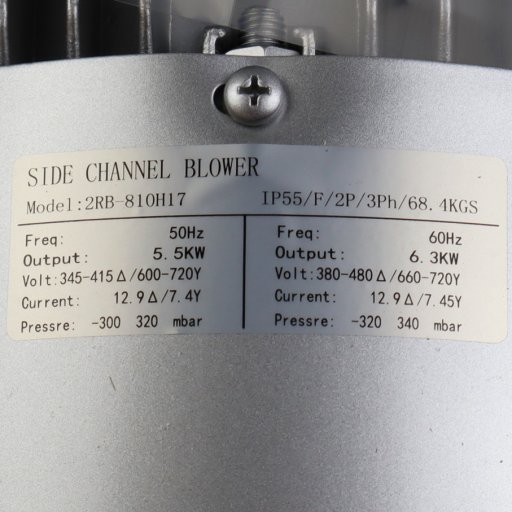 SIDE CHANNEL BLOWER
Model:2RB-810H17 IP55/F/2P/3Ph/68.4KGS
Freq: 50Hz
Output: 5.5KW
Volt:345-415Δ/600-720Y
Current: 12.9Δ/7.4Y
Pressre: -300 320 mbar
Freq: 60Hz
Output: 6.3KW
Volt:380-480Δ/660-720Y
Current: 12.9Δ/7.45Y
Pressre: -320 340 mbar